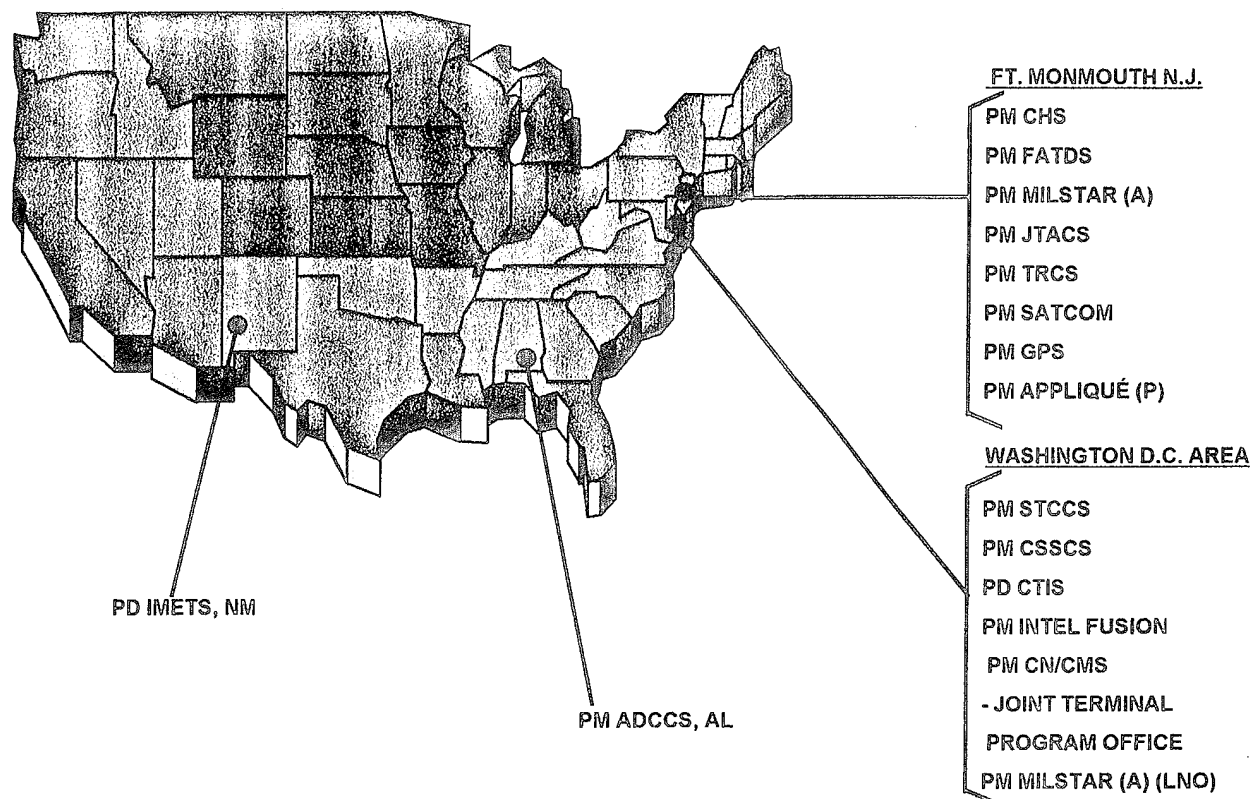 FT. MONMOUTH N.J.
PM CHS
PM FATDS
PM MILSTAR (A)
PM JTACS
PM TRCS
PM SATCOM
PM GPS
PM APPLIQUÉ (P)
WASHINGTON D.C. AREA
PM STCCS
PM CSSCS
PD CTIS
PM INTEL FUSION
PM CN/CMS
- JOINT TERMINAL
PROGRAM OFFICE
PM MILSTAR (A) (LNO)
PD IMETS, NM
PM ADCCS, AL